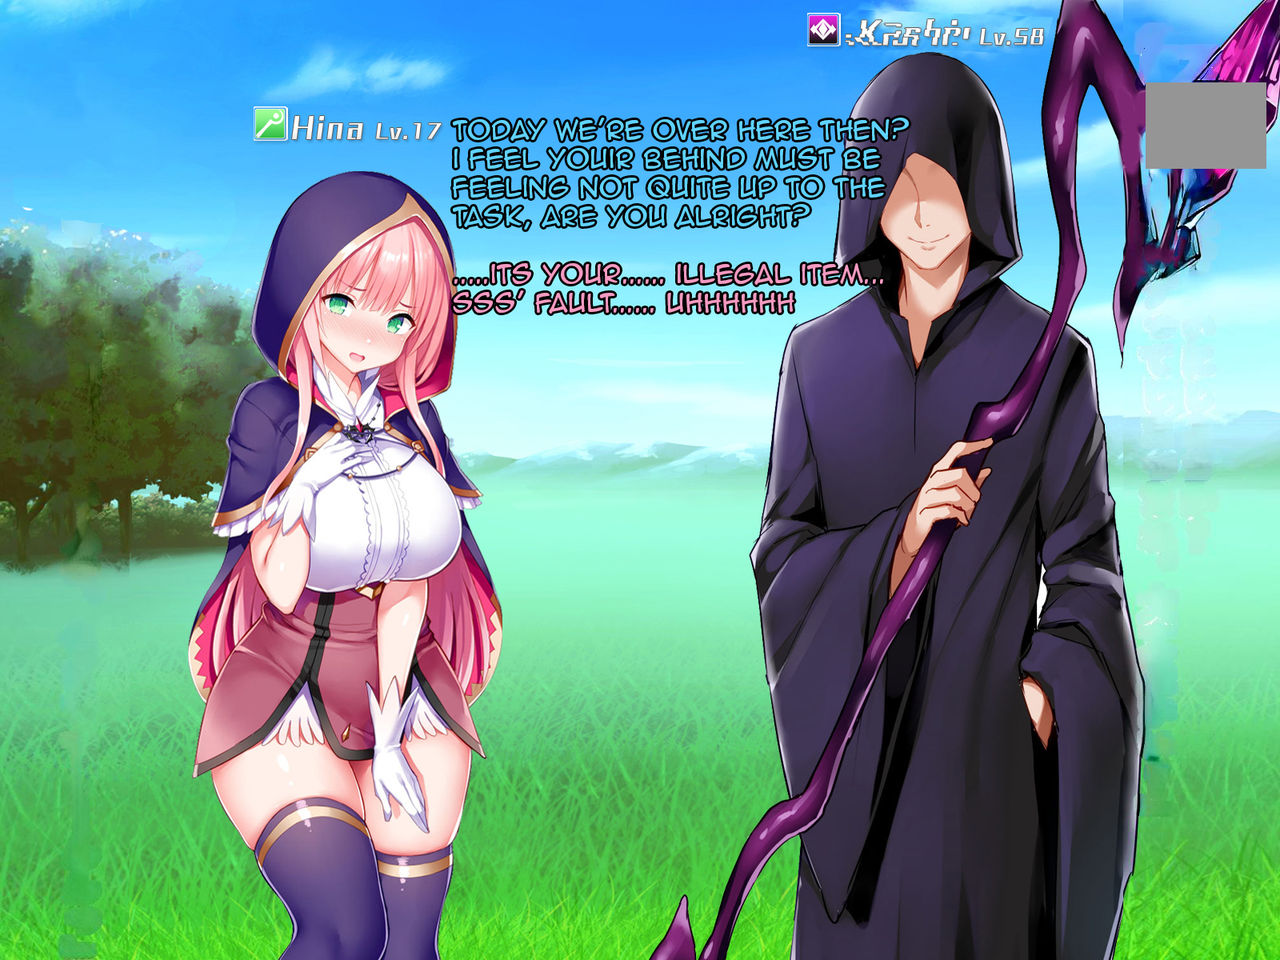 Lv.58
Hina Lv.17
TODAY WE'RE OVER HERE THEN?
I FEEL YOUIR BEHIND MUST BE
FEELING NOT QUITE UP TO THE
TASK, ARE YOU ALRIGHT?
.....ITS YOUR...... ILLEGAL ITEM...
SSS' FAULT...... UHHHHHH